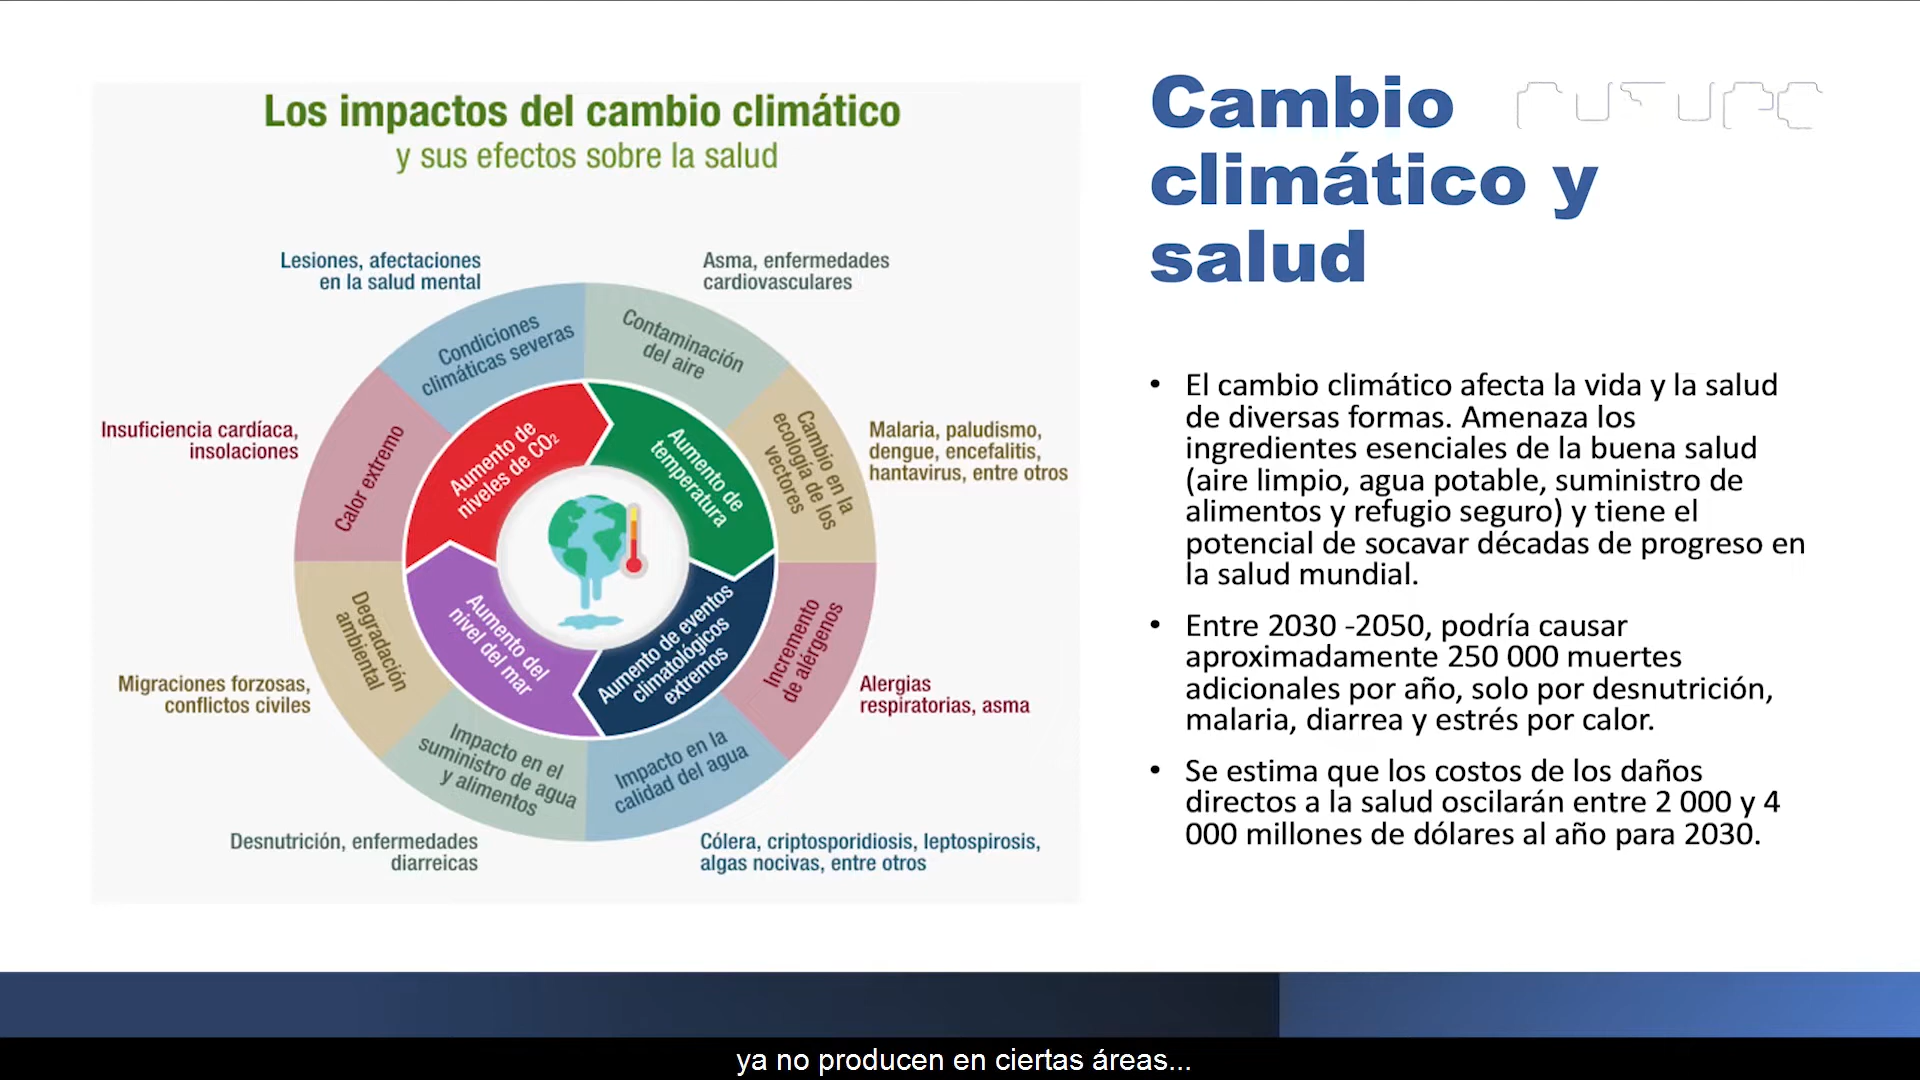 Los impactos del cambio climático
y sus efectos sobre la salud
Lesiones, afectaciones
en la salud mental
Asma, enfermedades
cardiovasculares
Condiciones
climáticas severas
Contaminación
del aire
Insuficiencia cardíaca,
insolaciones
Calor extremo
Aumento de
niveles de CO₂
Aumento de
temperatura
Cambio en la
ecología de los
vectores
Malaria, paludismo,
dengue, encefalitis,
hantavirus, entre otros
Degradación
ambiental
Aumento del
nivel del mar
Aumento de eventos
climatológicos
extremos
Incremento
de alérgenos
Migraciones forzosas,
conflictos civiles
Alergias
respiratorias, asma
Impacto en el
suministro de agua
y alimentos
Impacto en la
calidad del agua
Desnutrición, enfermedades
diarreicas
Cólera, criptosporidiosis, leptospirosis,
algas nocivas, entre otros
Cambio
climático y
salud
• El cambio climático afecta la vida y la salud
de diversas formas. Amenaza los
ingredientes esenciales de la buena salud
(aire limpio, agua potable, suministro de
alimentos y refugio seguro) y tiene el
potencial de socavar décadas de progreso en
la salud mundial.
• Entre 2030 -2050, podría causar
aproximadamente 250 000 muertes
adicionales por año, solo por desnutrición,
malaria, diarrea y estrés por calor.
• Se estima que los costos de los daños
directos a la salud oscilarán entre 2 000 y 4
000 millones de dólares al año para 2030.
ya no producen en ciertas áreas...